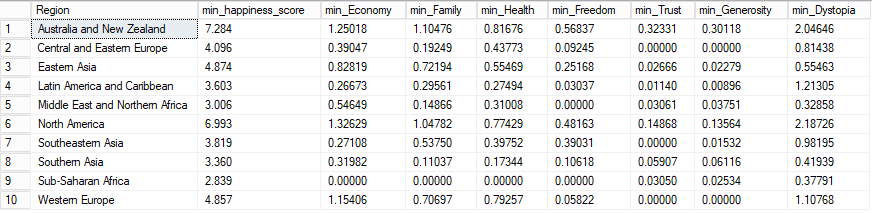 Region min_happiness_score min_Economy min_Family min_Health min_Freedom min_Trust min_Generosity min_Dystopia
1 Australia and New Zealand 7.284 1.25018 1.10476 0.81676 0.56837 0.32331 0.30118 2.04646
2 Central and Eastern Europe 4.096 0.39047 0.19249 0.43773 0.09245 0.00000 0.00000 0.81438
3 Eastern Asia 4.874 0.82819 0.72194 0.55469 0.25168 0.02666 0.02279 0.55463
4 Latin America and Caribbean 3.603 0.26673 0.29561 0.27494 0.03037 0.01140 0.00896 1.21305
5 Middle East and Northern Africa 3.006 0.54649 0.14866 0.31008 0.00000 0.03061 0.03751 0.32858
6 North America 6.993 1.32629 1.04782 0.77429 0.48163 0.14868 0.13564 2.18726
7 Southeastern Asia 3.819 0.27108 0.53750 0.39752 0.39031 0.00000 0.01532 0.98195
8 Southern Asia 3.360 0.31982 0.11037 0.17344 0.10618 0.05907 0.06116 0.41939
9 Sub-Saharan Africa 2.839 0.00000 0.00000 0.00000 0.00000 0.03050 0.02534 0.37791
10 Western Europe 4.857 1.15406 0.70697 0.79257 0.05822 0.00000 0.00000 1.10768